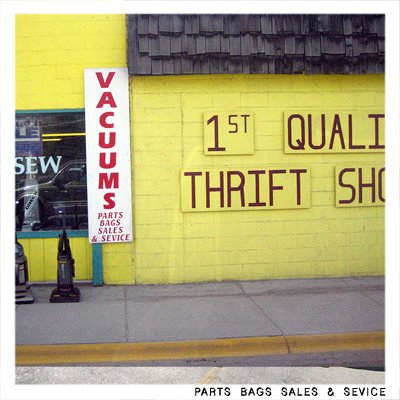 SEW
VACUUMS
PARTS
BAGS
SALES
& SEVICE
1ST QUALI
THRIFT SHO
PARTS BAGS SALES & SEVICE